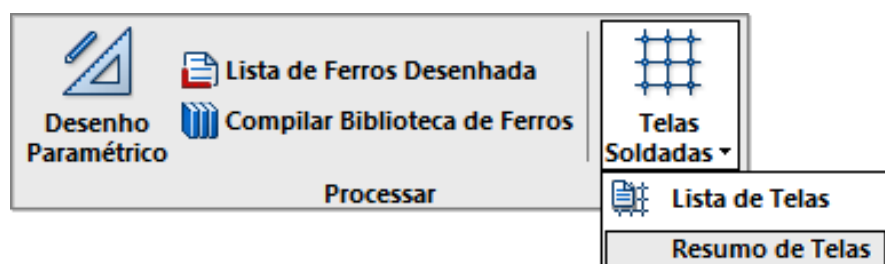 Desenho
Paramétrico
Lista de Ferros Desenhada
Compilar Biblioteca de Ferros
Telas
Soldadas
Processar
Lista de Telas
Resumo de Telas